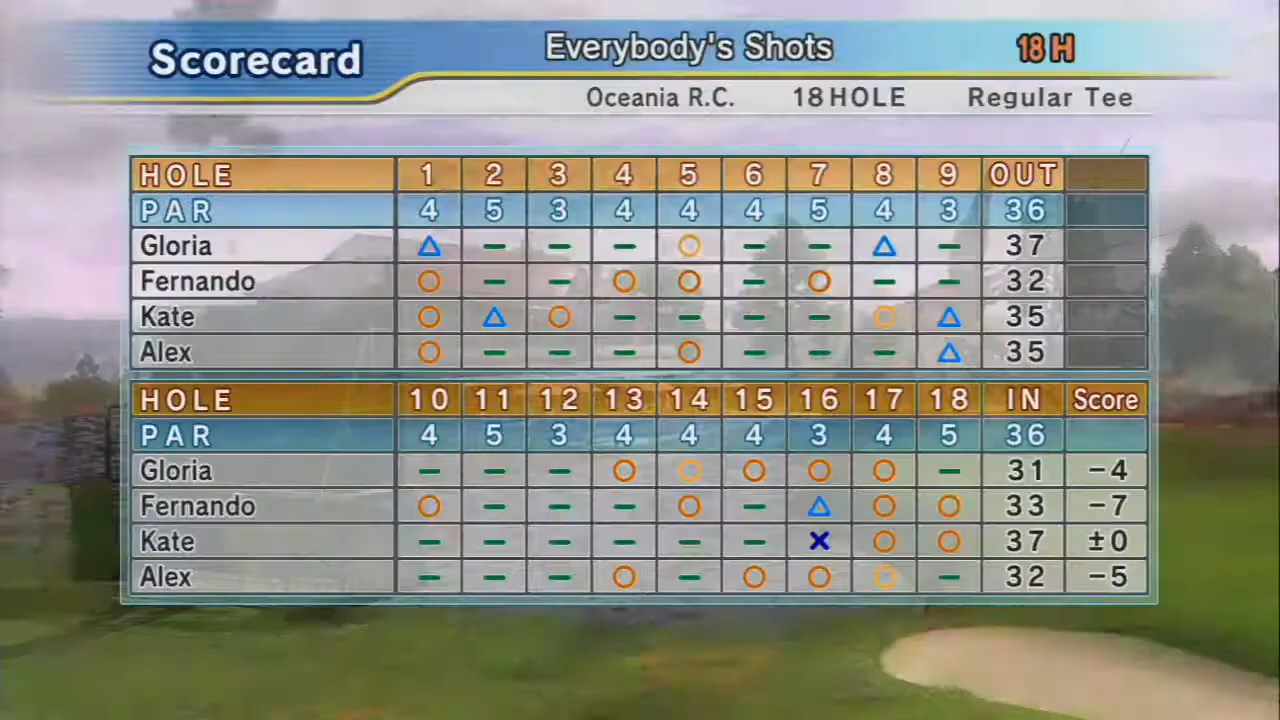 Scorecard
Everybody's Shots 18 H
Oceania R.C. 18 HOLE Regular Tee
HOLE 1 2 3 4 5 6 7 8 9 OUT
PAR 4 5 3 4 4 4 5 4 3 36
Gloria △ – – – ○ – – △ – 37
Fernando ○ – – ○ ○ – ○ – – 32
Kate ○ △ ○ – – – – ○ △ 35
Alex ○ – – – ○ – – – △ 35
HOLE 10 11 12 13 14 15 16 17 18 IN Score
PAR 4 5 3 4 4 4 3 4 5 36
Gloria – – – ○ ○ ○ ○ ○ – 31 −4
Fernando ○ – – – ○ – △ ○ ○ 33 −7
Kate – – – – – – × ○ ○ 37 ±0
Alex – – – ○ – ○ ○ ○ – 32 −5